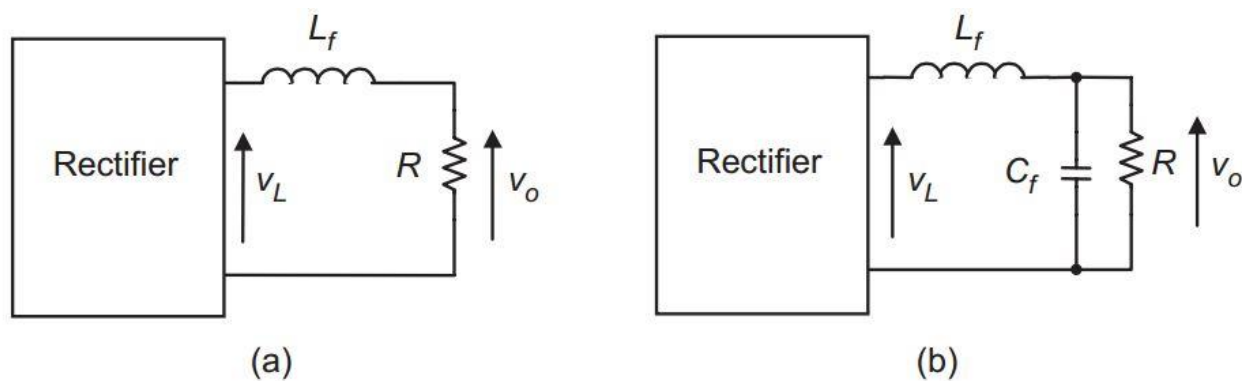 L_f
Rectifier
v_L
R
v_o
(a)
L_f
Rectifier
v_L
C_f
R
v_o
(b)